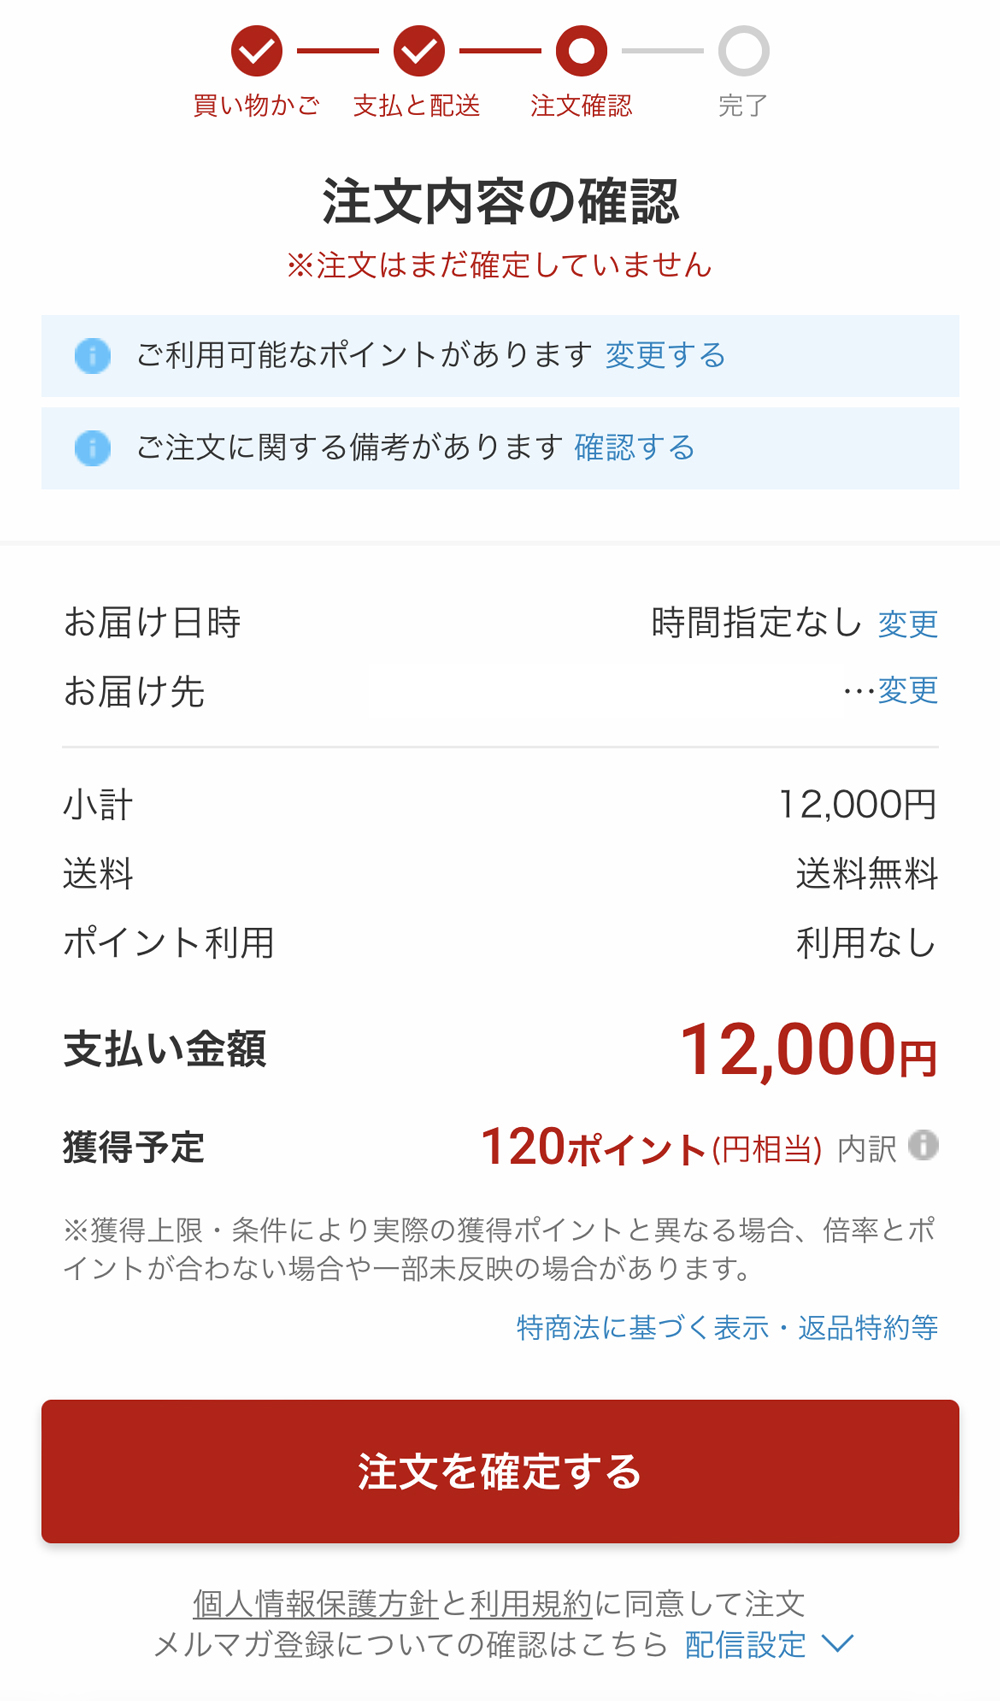 買い物かご 支払と配送 注文確認 完了
注文内容の確認
※注文はまだ確定していません
ご利用可能なポイントがあります 変更する
ご注文に関する備考があります 確認する
お届け日時 時間指定なし 変更
お届け先 …変更
小計 12,000円
送料 送料無料
ポイント利用 利用なし
支払い金額 12,000円
獲得予定 120ポイント(円相当) 内訳
※獲得上限・条件により実際の獲得ポイントと異なる場合、倍率とポ
イントが合わない場合や一部未反映の場合があります。
特商法に基づく表示・返品特約等
注文を確定する
個人情報保護方針と利用規約に同意して注文
メルマガ登録についての確認はこちら 配信設定